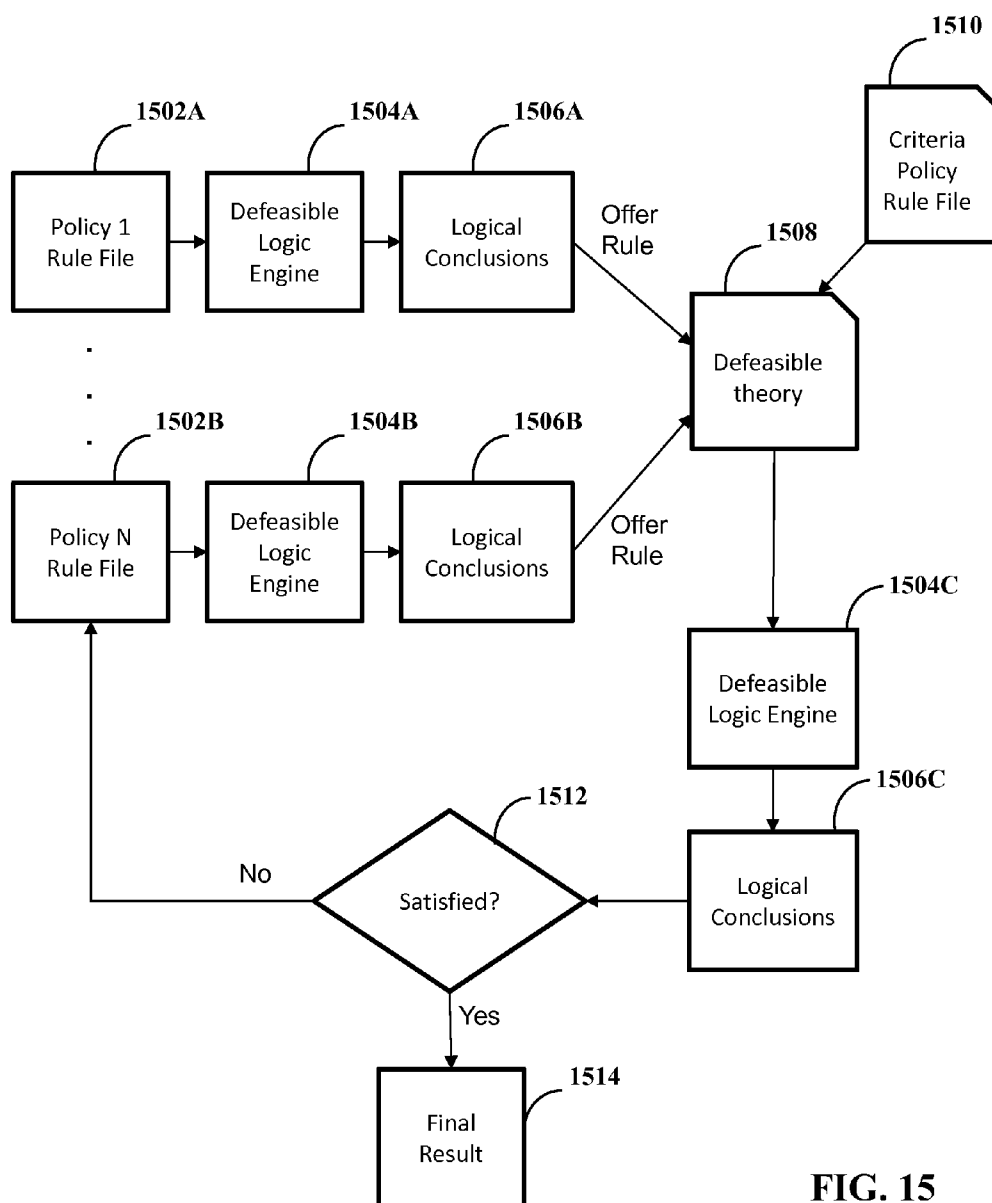 1510
1502A
1504A
1506A
Criteria
Policy
Rule File
Policy 1
Rule File
Defeasible
Logic
Engine
Logical
Conclusions
Offer
Rule
1508
Defeasible
theory
1502B
1504B
1506B
Policy N
Rule File
Defeasible
Logic
Engine
Logical
Conclusions
Offer
Rule
1504C
Defeasible
Logic Engine
1506C
Logical
Conclusions
1512
No
Satisfied?
Yes
1514
Final
Result
FIG. 15